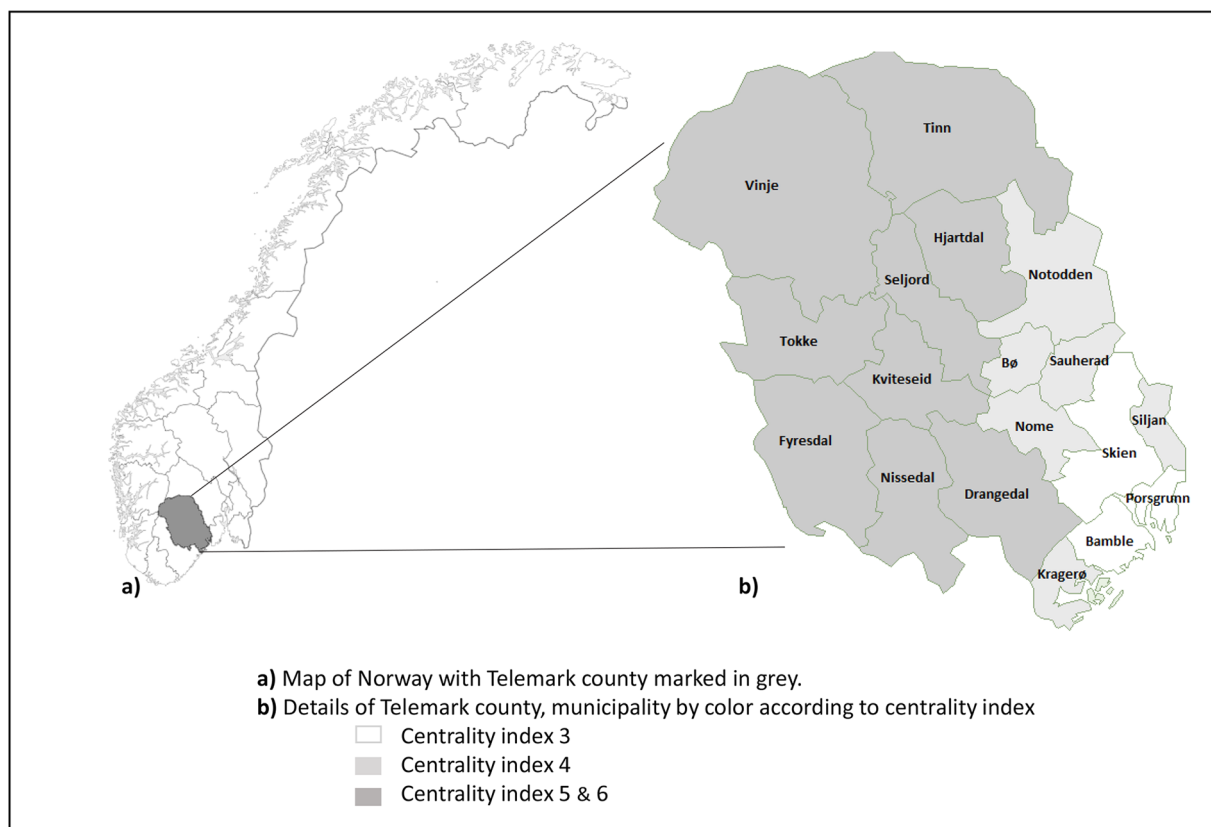 Tinn
Vinje
Hjartdal
Seljord
Notodden
Tokke
Bø
Sauherad
Kviteseid
Siljan
Nome
Fyresdal
Skien
Nissedal
Drangedal
Porsgrunn
Bamble
Kragerø
a)
b)
a) Map of Norway with Telemark county marked in grey.
b) Details of Telemark county, municipality by color according to centrality index
Centrality index 3
Centrality index 4
Centrality index 5 & 6